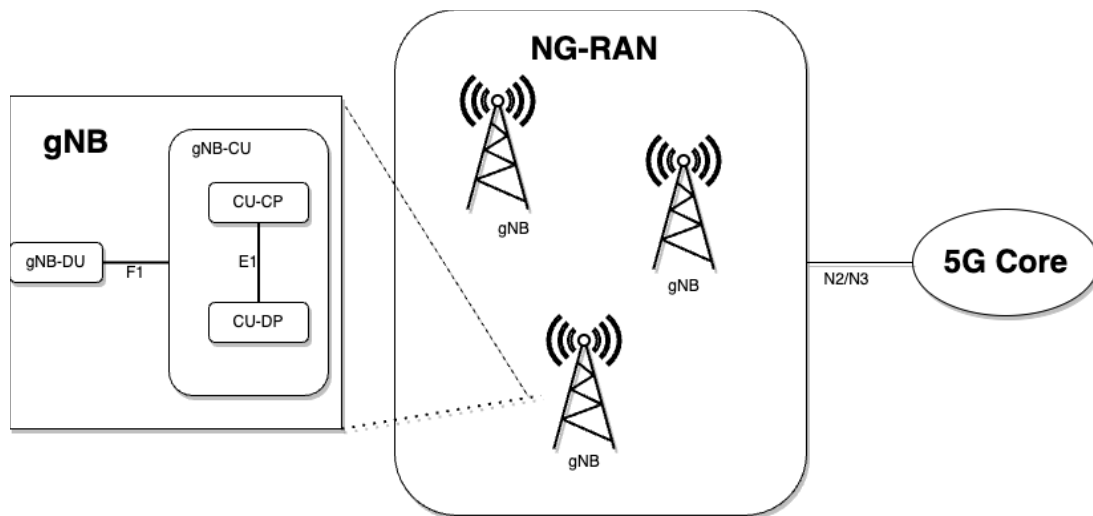 NG-RAN
gNB
gNB-CU
CU-CP
gNB-DU
F1
E1
CU-DP
gNB
gNB
gNB
N2/N3
5G Core